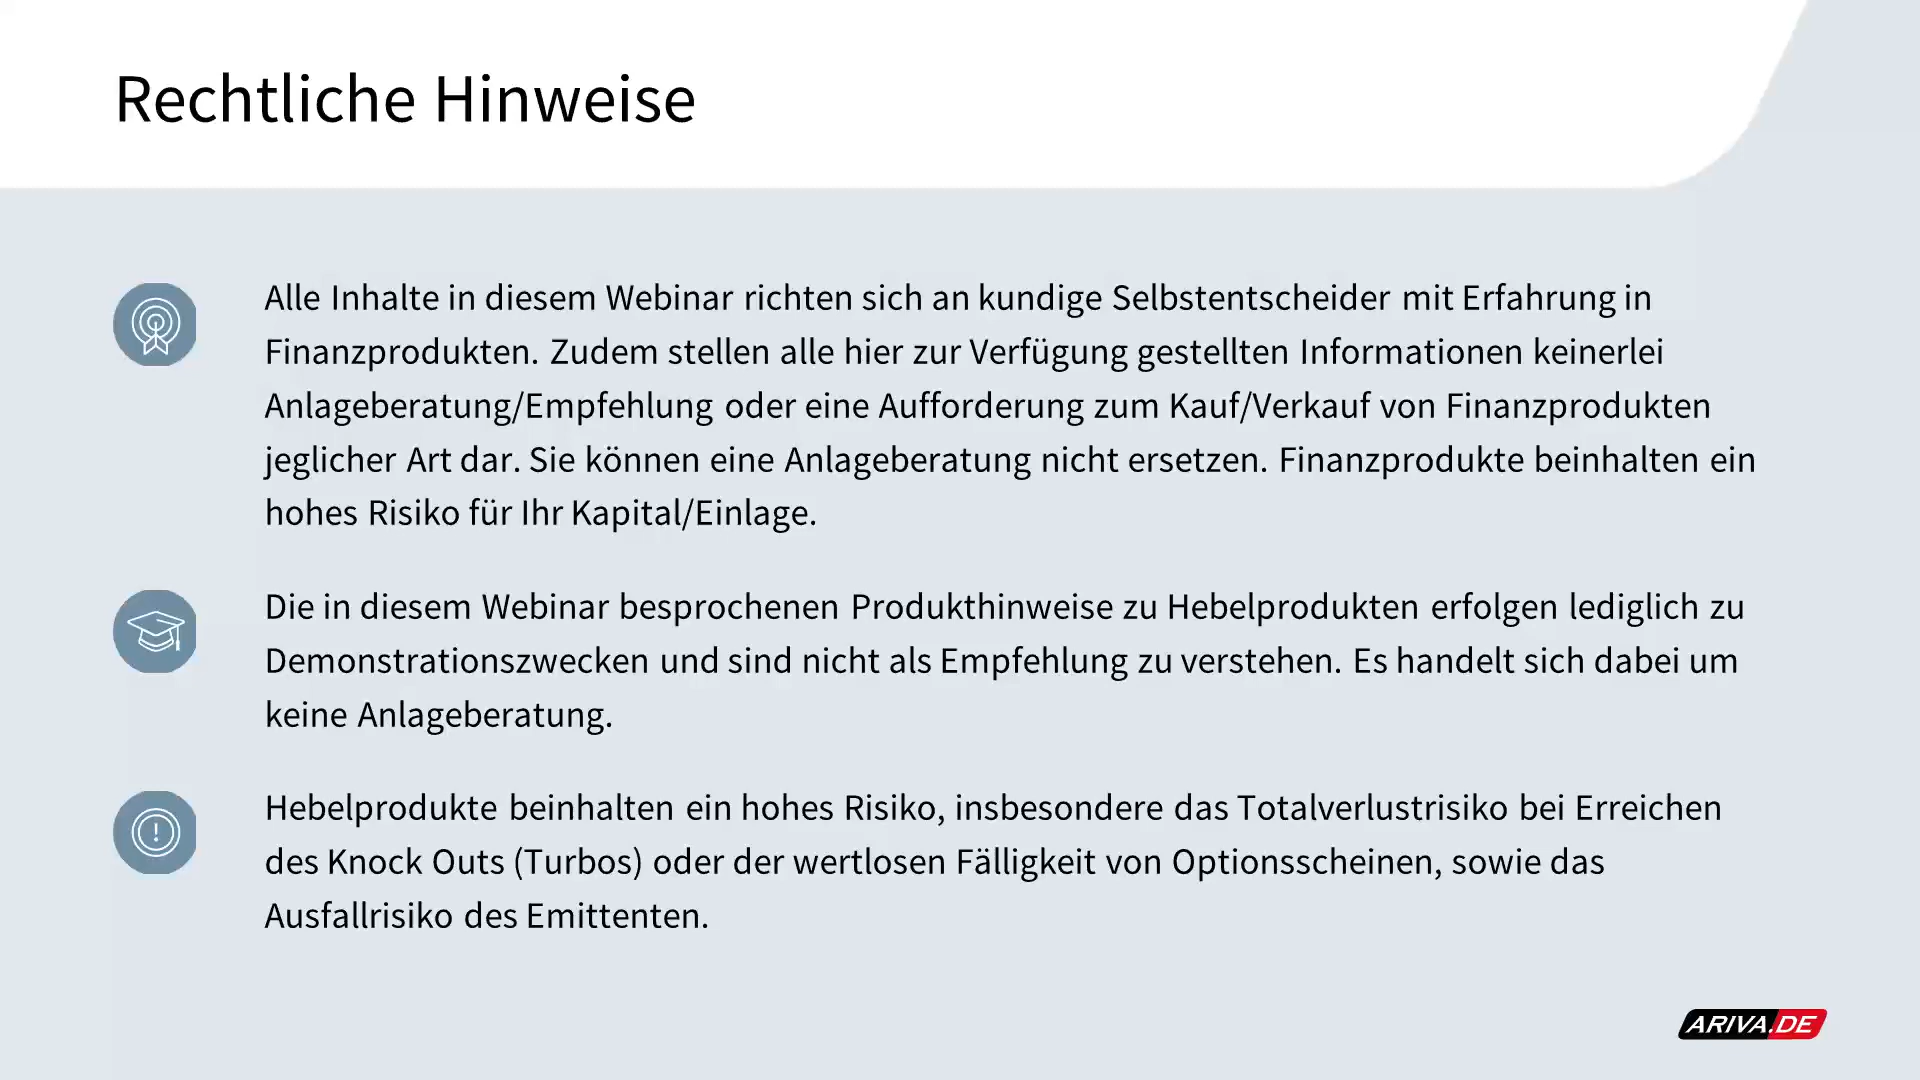 Rechtliche Hinweise
Alle Inhalte in diesem Webinar richten sich an kundige Selbstentscheider mit Erfahrung in
Finanzprodukten. Zudem stellen alle hier zur Verfügung gestellten Informationen keinerlei
Anlageberatung/Empfehlung oder eine Aufforderung zum Kauf/Verkauf von Finanzprodukten
jeglicher Art dar. Sie können eine Anlageberatung nicht ersetzen. Finanzprodukte beinhalten ein
hohes Risiko für Ihr Kapital/Einlage.
Die in diesem Webinar besprochenen Produkthinweise zu Hebelprodukten erfolgen lediglich zu
Demonstrationszwecken und sind nicht als Empfehlung zu verstehen. Es handelt sich dabei um
keine Anlageberatung.
Hebelprodukte beinhalten ein hohes Risiko, insbesondere das Totalverlustrisiko bei Erreichen
des Knock Outs (Turbos) oder der wertlosen Fälligkeit von Optionsscheinen, sowie das
Ausfallrisiko des Emittenten.
ARIVA.DE